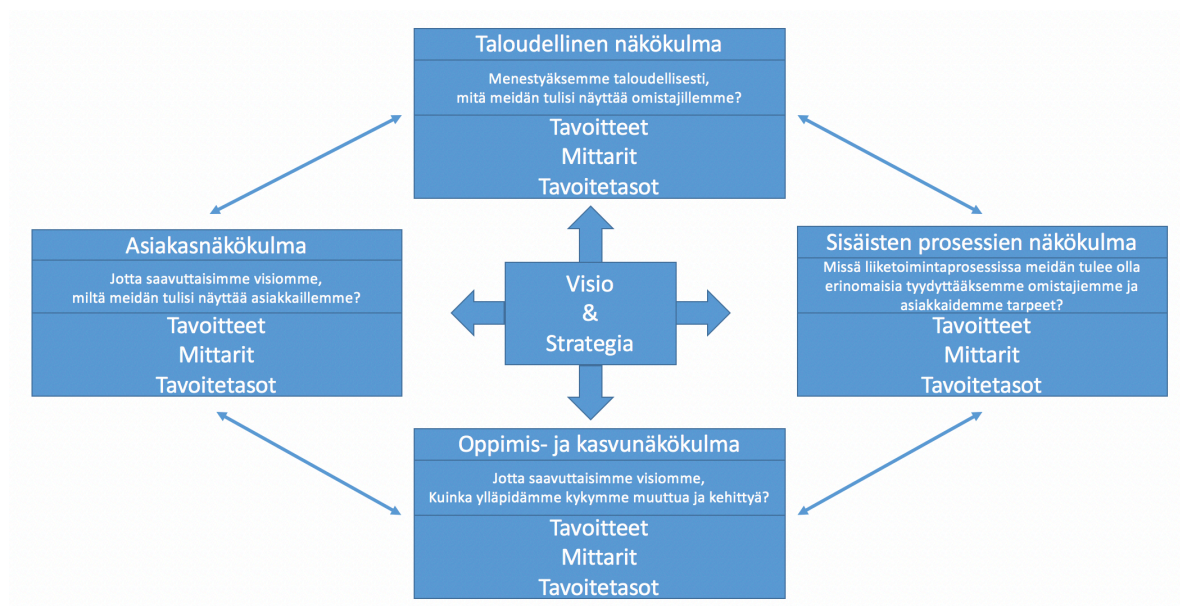 Taloudellinen näkökulma
Menestyäksemme taloudellisesti,
mitä meidän tulisi näyttää omistajillemme?
Tavoitteet
Mittarit
Tavoitetasot
Asiakasnäkökulma
Jotta saavuttaisimme visiomme,
miltä meidän tulisi näyttää asiakkaillemme?
Tavoitteet
Mittarit
Tavoitetasot
Visio
&
Strategia
Sisäisten prosessien näkökulma
Missä liiketoimintaprosessissa meidän tulee olla
erinomaisia tyydyttääksemme omistajiemme ja
asiakkaidemme tarpeet?
Tavoitteet
Mittarit
Tavoitetasot
Oppimis- ja kasvunäkökulma
Jotta saavuttaisimme visiomme,
Kuinka ylläpidämme kykymme muuttua ja kehittyä?
Tavoitteet
Mittarit
Tavoitetasot